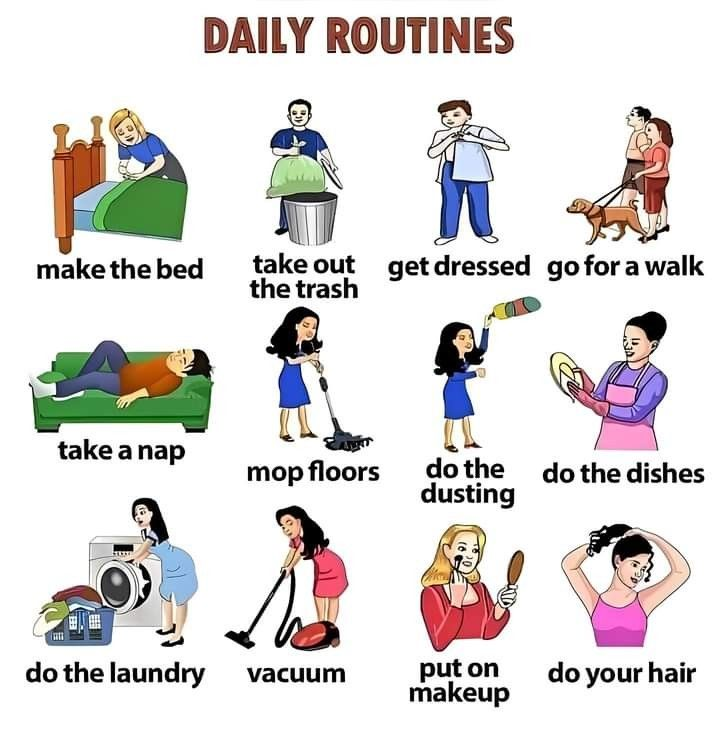 DAILY ROUTINES
make the bed
take out
the trash
get dressed
go for a walk
take a nap
mop floors
do the
dusting
do the dishes
do the laundry
vacuum
put on
makeup
do your hair